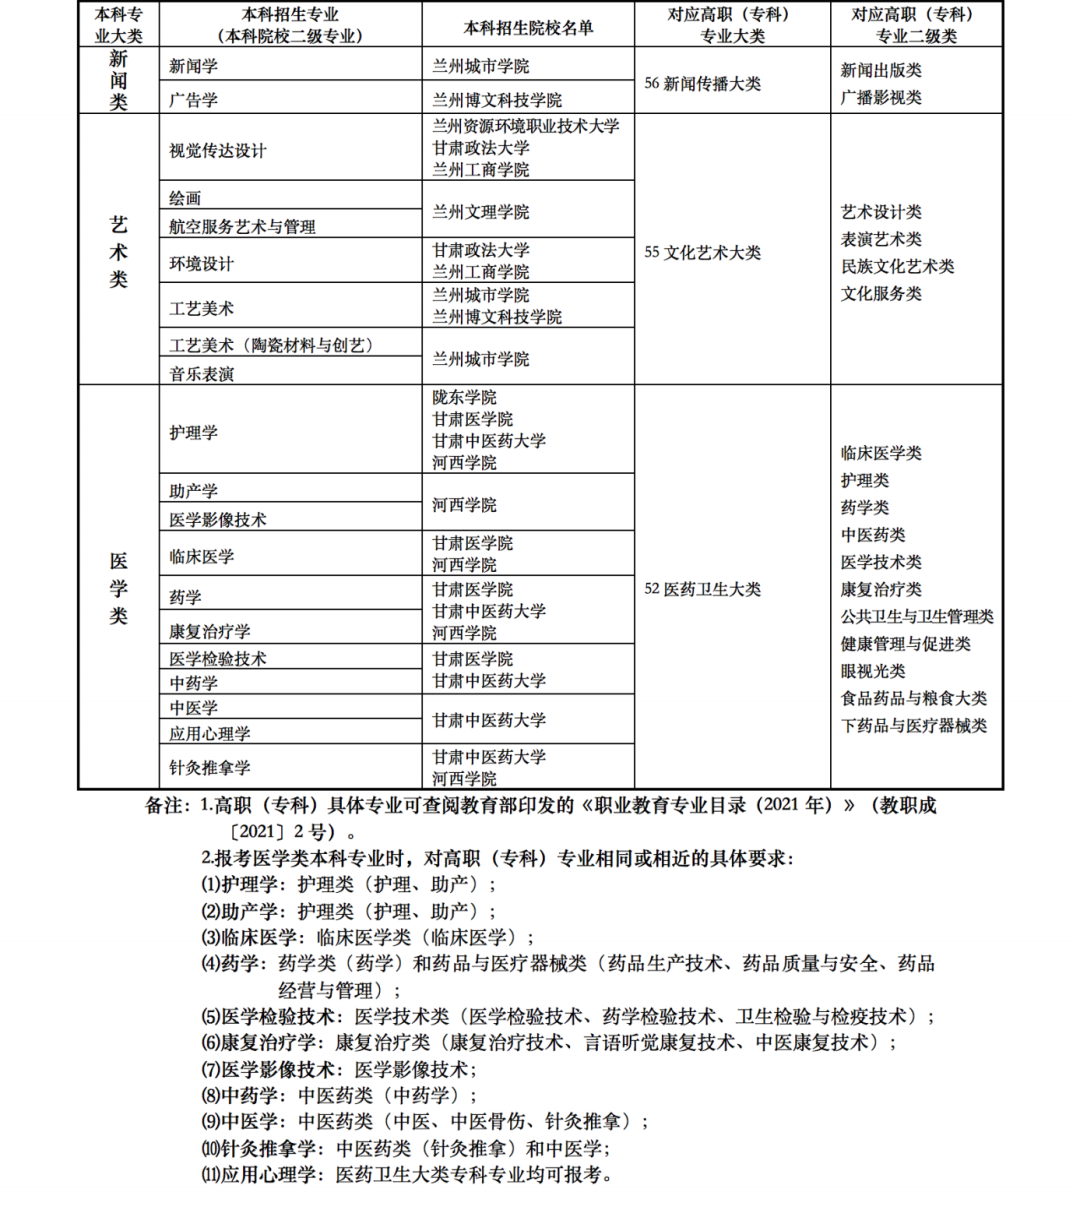 本科专
业大类
本科招生专业
（本科院校二级专业）
本科招生院校名单
对应高职（专科）
专业大类
对应高职（专科）
专业二级类
新
闻
类
新闻学
兰州城市学院
广告学
兰州博文科技学院
56 新闻传播大类
新闻出版类
广播影视类
艺
术
类
视觉传达设计
兰州资源环境职业技术大学
甘肃政法大学
兰州工商学院
绘画
航空服务艺术与管理
兰州文理学院
环境设计
甘肃政法大学
兰州工商学院
工艺美术
兰州城市学院
兰州博文科技学院
工艺美术（陶瓷材料与创艺）
音乐表演
兰州城市学院
55 文化艺术大类
艺术设计类
表演艺术类
民族文化艺术类
文化服务类
医
学
类
护理学
陇东学院
甘肃医学院
甘肃中医药大学
河西学院
助产学
医学影像技术
河西学院
临床医学
甘肃医学院
河西学院
药学
康复治疗学
甘肃医学院
甘肃中医药大学
河西学院
医学检验技术
中药学
甘肃医学院
甘肃中医药大学
中医学
应用心理学
甘肃中医药大学
针灸推拿学
甘肃中医药大学
河西学院
52 医药卫生大类
临床医学类
护理类
药学类
中医药类
医学技术类
康复治疗类
公共卫生与卫生管理类
健康管理与促进类
眼视光类
食品药品与粮食大类
下药品与医疗器械类
备注：1.高职（专科）具体专业可查阅教育部印发的《职业教育专业目录（2021 年）》（教职成
〔2021〕2 号）。
2.报考医学类本科专业时，对高职（专科）专业相同或相近的具体要求：
⑴护理学：护理类（护理、助产）；
⑵助产学：护理类（护理、助产）；
⑶临床医学：临床医学类（临床医学）；
⑷药学：药学类（药学）和药品与医疗器械类（药品生产技术、药品质量与安全、药品
经营与管理）；
⑸医学检验技术：医学技术类（医学检验技术、药学检验技术、卫生检验与检疫技术）；
⑹康复治疗学：康复治疗类（康复治疗技术、言语听觉康复技术、中医康复技术）；
⑺医学影像技术：医学影像技术；
⑻中药学：中医药类（中药学）；
⑼中医学：中医药类（中医、中医骨伤、针灸推拿）；
⑽针灸推拿学：中医药类（针灸推拿）和中医学；
⑾应用心理学：医药卫生大类专科专业均可报考。